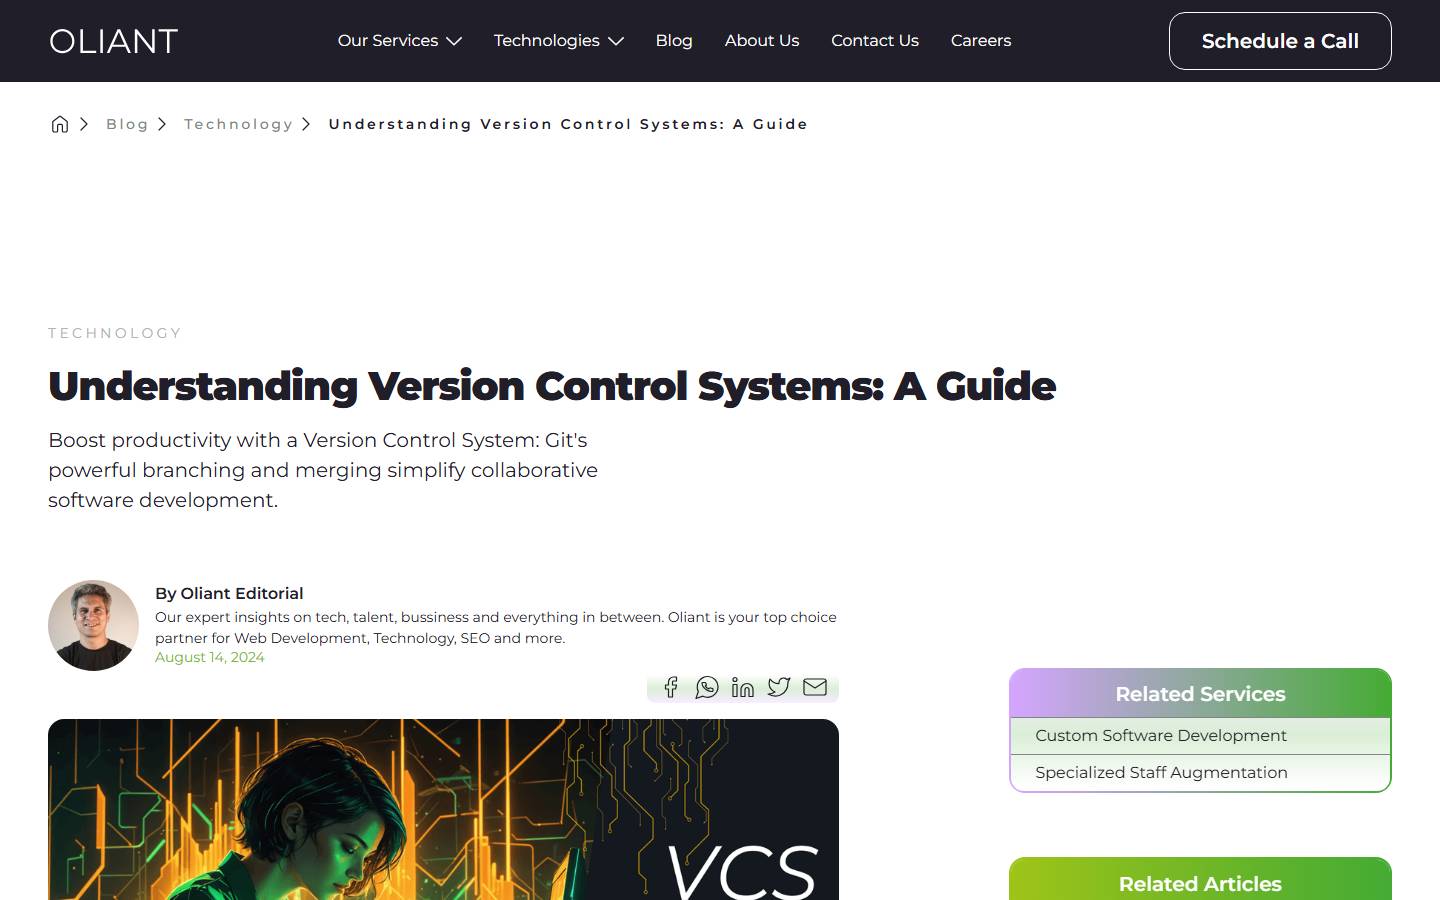 OLIANT
Our Services
Technologies
Blog
About Us
Contact Us
Careers
Schedule a Call
Blog
Technology
Understanding Version Control Systems: A Guide
TECHNOLOGY
Understanding Version Control Systems: A Guide
Boost productivity with a Version Control System: Git's
powerful branching and merging simplify collaborative
software development.
By Oliant Editorial
Our expert insights on tech, talent, bussiness and everything in between. Oliant is your top choice
partner for Web Development, Technology, SEO and more.
August 14, 2024
VCS
Related Services
Custom Software Development
Specialized Staff Augmentation
Related Articles